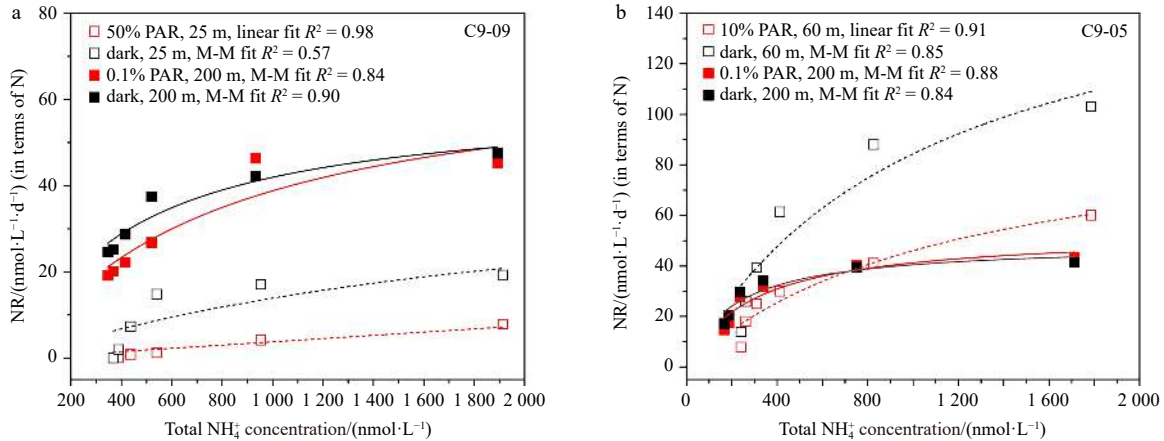 a
C9-09
50% PAR, 25 m, linear fit R² = 0.98
dark, 25 m, M-M fit R² = 0.57
0.1% PAR, 200 m, M-M fit R² = 0.84
dark, 200 m, M-M fit R² = 0.90
NR/(nmol·L⁻¹·d⁻¹) (in terms of N)
60
40
20
0
200
400
600
800
1 000
1 200
1 400
1 600
1 800
2 000
Total NH₄⁺ concentration/(nmol·L⁻¹)
b
C9-05
10% PAR, 60 m, linear fit R² = 0.91
dark, 60 m, M-M fit R² = 0.85
0.1% PAR, 200 m, M-M fit R² = 0.88
dark, 200 m, M-M fit R² = 0.84
NR/(nmol·L⁻¹·d⁻¹) (in terms of N)
140
120
100
80
60
40
20
0
0
400
800
1 200
1 600
2 000
Total NH₄⁺ concentration/(nmol·L⁻¹)